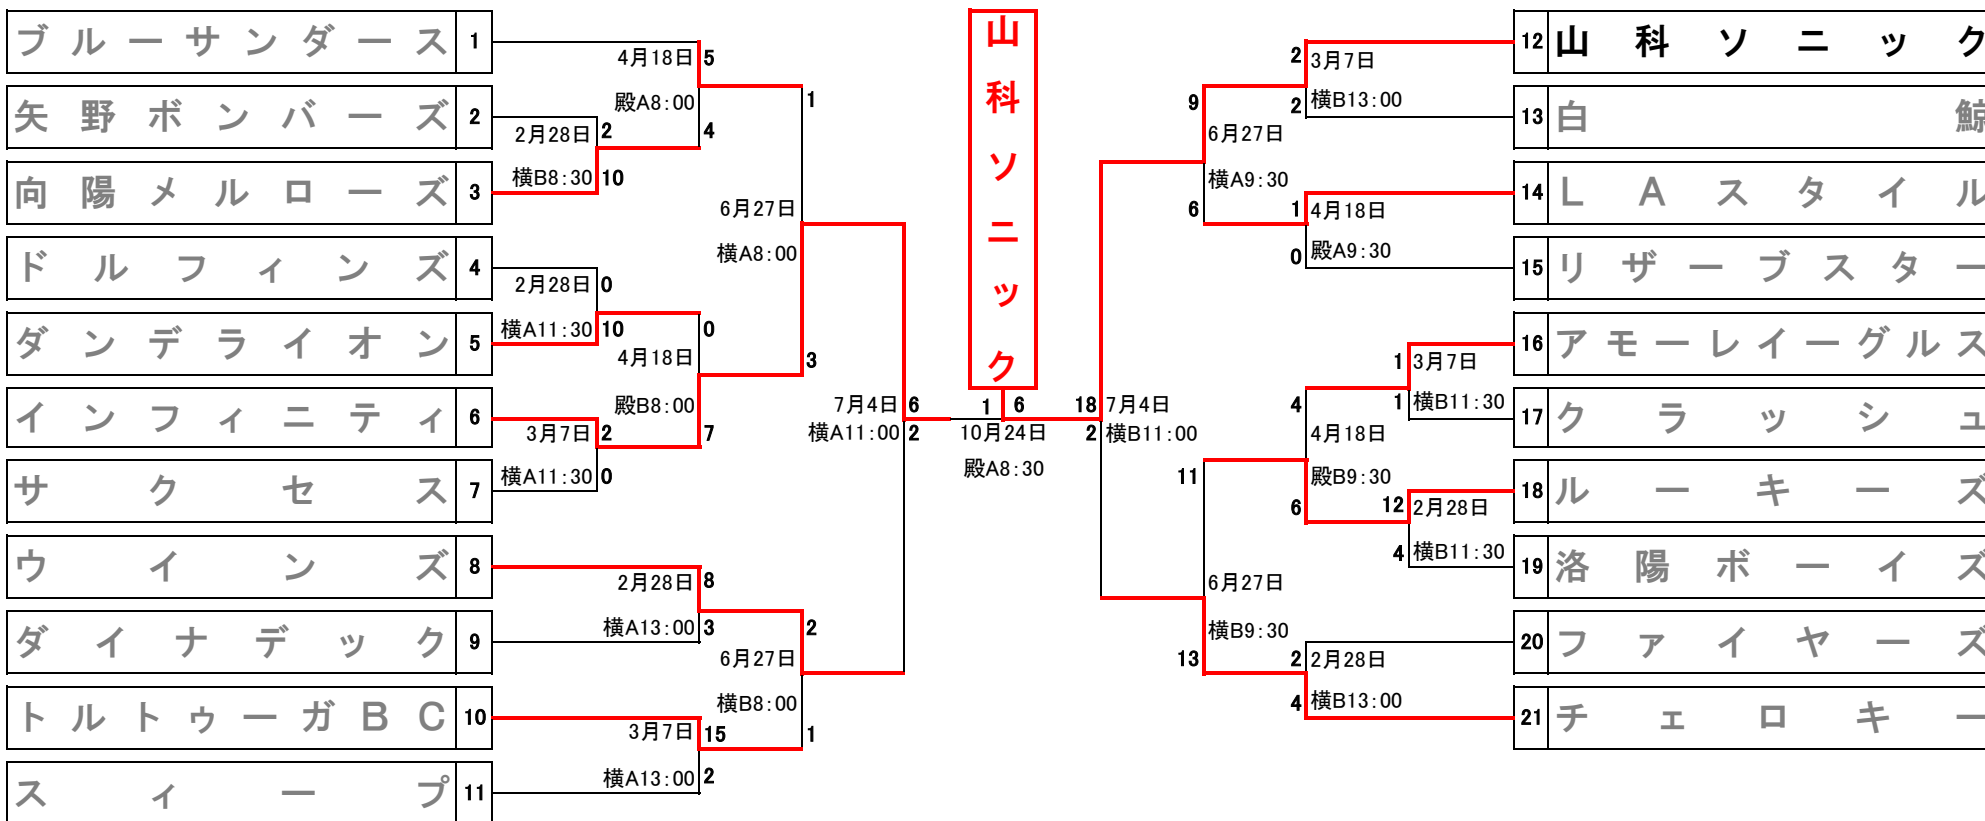 ブルーサンダース 1
矢野ボンバーズ 2
向陽メルローズ 3
ドルフィンズ 4
ダンデライオン 5
インフィニティ 6
サクセス 7
ウインズ 8
ダイナデック 9
トルトゥーガBC 10
スィープ 11
4月18日 5
殿A8:00
4
2月28日 2
横B8:30 10
2月28日 0
横A11:30 10
0
4月18日
殿B8:00
7
3月7日 2
横A11:30 0
2月28日 8
横A13:00 3
3月7日 15
横A13:00 2
1
6月27日
横A8:00
3
2
6月27日
横B8:00
1
7月4日 6
横A11:00 2
山科ソニック
1 6
10月24日
殿A8:30
18 7月4日
2 横B11:00
9
6月27日
横A9:30
6
11
6月27日
横B9:30
13
2 3月7日
2 横B13:00
1 4月18日
0 殿A9:30
4
4月18日
殿B9:30
6
1 3月7日
1 横B11:30
12 2月28日
4 横B11:30
2 2月28日
4 横B13:00
12 山科ソニック
13 白鯨
14 LAスタイル
15 リザーブスター
16 アモーレイーグルス
17 クラッシュ
18 ルーキーズ
19 洛陽ボーイズ
20 ファイヤーズ
21 チェロキー